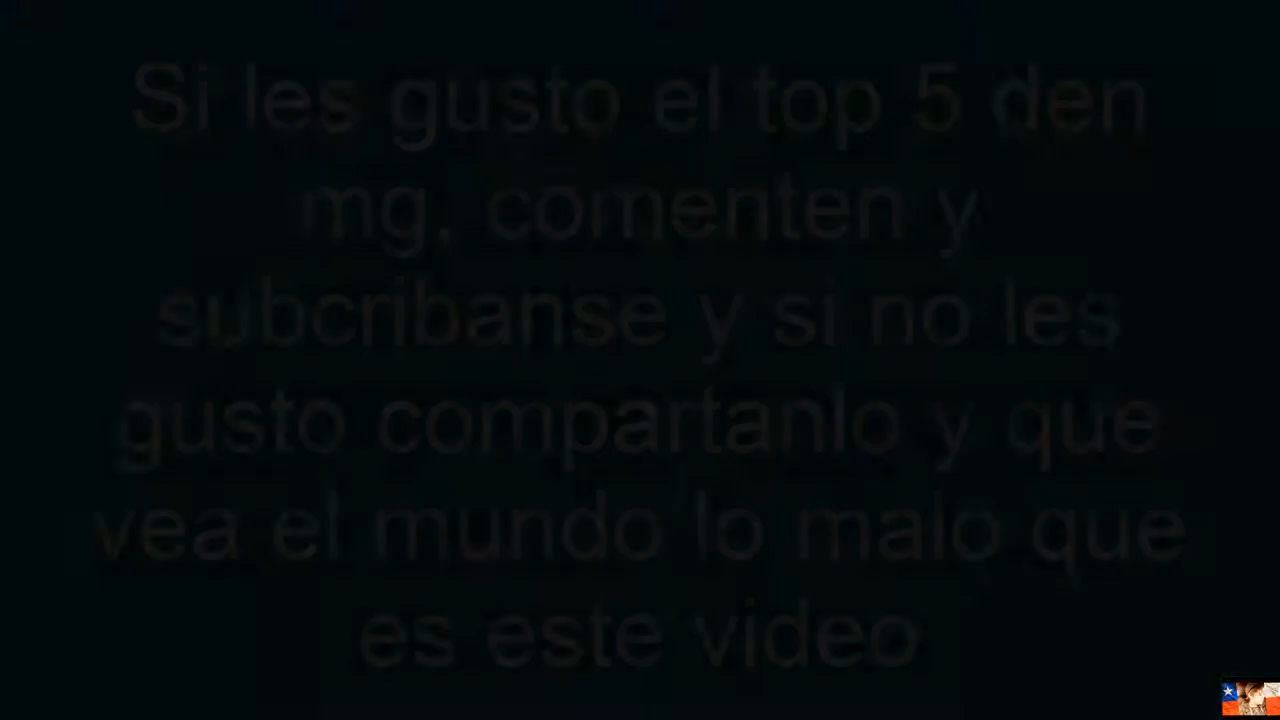 Si les gusto el top 5 den
mg, comenten y
subcribanse y si no les
gusto compartanlo y que
vea el mundo lo malo que
es este video